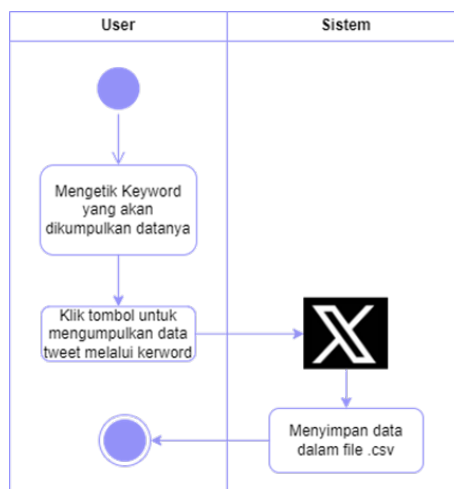 User
Sistem
Mengetik Keyword
yang akan
dikumpulkan datanya
Klik tombol untuk
mengumpulkan data
tweet melalui kerword
X
Menyimpan data
dalam file .csv